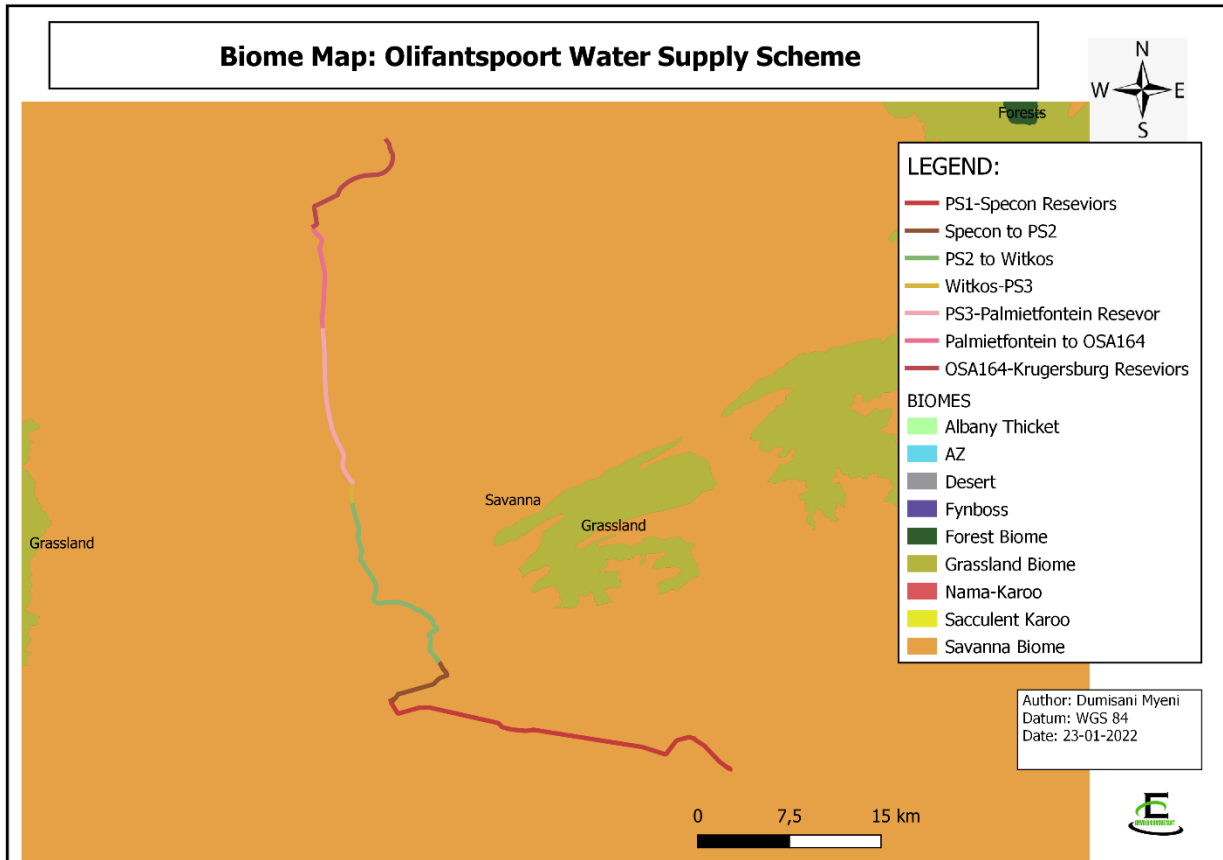 Biome Map: Olifantspoort Water Supply Scheme
N
W
E
S
Forests
LEGEND:
PS1-Specon Reseviors
Specon to PS2
PS2 to Witkos
Witkos-PS3
PS3-Palmietfontein Resevor
Palmietfontein to OSA164
OSA164-Krugersburg Reseviors
BIOMES
Albany Thicket
AZ
Desert
Fynboss
Forest Biome
Grassland Biome
Nama-Karoo
Sacculent Karoo
Savanna Biome
Savanna
Grassland
Grassland
Author: Dumisani Myeni
Datum: WGS 84
Date: 23-01-2022
0
7,5
15 km
E